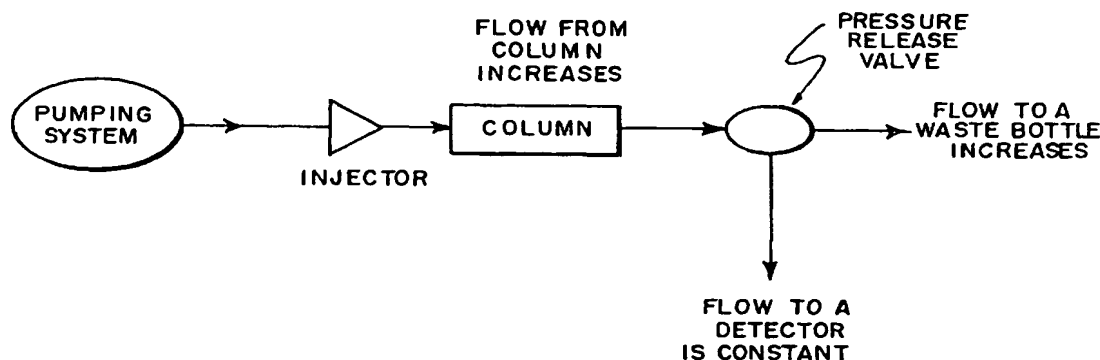 PUMPING
SYSTEM
INJECTOR
FLOW FROM
COLUMN
INCREASES
COLUMN
PRESSURE
RELEASE
VALVE
FLOW TO A
WASTE BOTTLE
INCREASES
FLOW TO A
DETECTOR
IS CONSTANT